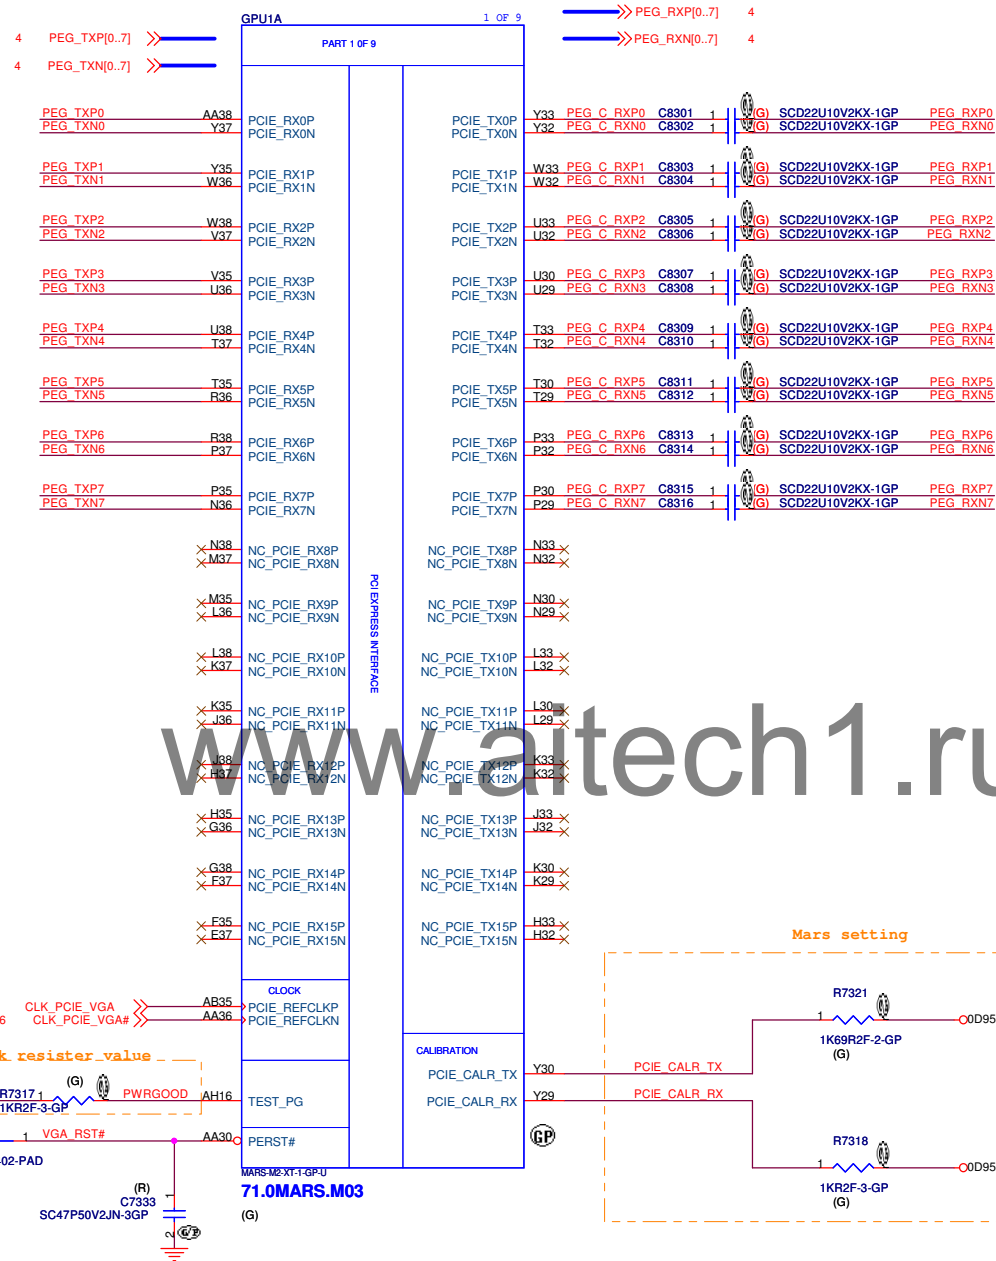 GPU1A 1 OF 9
PART 1 OF 9
4 PEG_TXP[0..7]
4 PEG_TXN[0..7]
PEG_RXP[0..7] 4
PEG_RXN[0..7] 4
PEG_TXP0 AA38 PCIE_RX0P PCIE_TX0P Y33 PEG_C_RXP0 C8301 1 (G) SCD22U10V2KX-1GP PEG_RXP0
PEG_TXN0 Y37 PCIE_RX0N PCIE_TX0N Y32 PEG_C_RXN0 C8302 1 (G) SCD22U10V2KX-1GP PEG_RXN0
PEG_TXP1 Y35 PCIE_RX1P PCIE_TX1P W33 PEG_C_RXP1 C8303 1 (G) SCD22U10V2KX-1GP PEG_RXP1
PEG_TXN1 W36 PCIE_RX1N PCIE_TX1N W32 PEG_C_RXN1 C8304 1 (G) SCD22U10V2KX-1GP PEG_RXN1
PEG_TXP2 W38 PCIE_RX2P PCIE_TX2P U33 PEG_C_RXP2 C8305 1 (G) SCD22U10V2KX-1GP PEG_RXP2
PEG_TXN2 V37 PCIE_RX2N PCIE_TX2N U32 PEG_C_RXN2 C8306 1 (G) SCD22U10V2KX-1GP PEG_RXN2
PEG_TXP3 V35 PCIE_RX3P PCIE_TX3P U30 PEG_C_RXP3 C8307 1 (G) SCD22U10V2KX-1GP PEG_RXP3
PEG_TXN3 U36 PCIE_RX3N PCIE_TX3N U29 PEG_C_RXN3 C8308 1 (G) SCD22U10V2KX-1GP PEG_RXN3
PEG_TXP4 U38 PCIE_RX4P PCIE_TX4P T33 PEG_C_RXP4 C8309 1 (G) SCD22U10V2KX-1GP PEG_RXP4
PEG_TXN4 T37 PCIE_RX4N PCIE_TX4N T32 PEG_C_RXN4 C8310 1 (G) SCD22U10V2KX-1GP PEG_RXN4
PEG_TXP5 T35 PCIE_RX5P PCIE_TX5P T30 PEG_C_RXP5 C8311 1 (G) SCD22U10V2KX-1GP PEG_RXP5
PEG_TXN5 R36 PCIE_RX5N PCIE_TX5N T29 PEG_C_RXN5 C8312 1 (G) SCD22U10V2KX-1GP PEG_RXN5
PEG_TXP6 R38 PCIE_RX6P PCIE_TX6P P33 PEG_C_RXP6 C8313 1 (G) SCD22U10V2KX-1GP PEG_RXP6
PEG_TXN6 P37 PCIE_RX6N PCIE_TX6N P32 PEG_C_RXN6 C8314 1 (G) SCD22U10V2KX-1GP PEG_RXN6
PEG_TXP7 P35 PCIE_RX7P PCIE_TX7P P30 PEG_C_RXP7 C8315 1 (G) SCD22U10V2KX-1GP PEG_RXP7
PEG_TXN7 N36 PCIE_RX7N PCIE_TX7N P29 PEG_C_RXN7 C8316 1 (G) SCD22U10V2KX-1GP PEG_RXN7
N38 NC_PCIE_RX8P NC_PCIE_TX8P N33
M37 NC_PCIE_RX8N NC_PCIE_TX8N N32
M35 NC_PCIE_RX9P NC_PCIE_TX9P N30
L36 NC_PCIE_RX9N NC_PCIE_TX9N N29
PCI EXPRESS INTERFACE
L38 NC_PCIE_RX10P NC_PCIE_TX10P L33
K37 NC_PCIE_RX10N NC_PCIE_TX10N L32
K35 NC_PCIE_RX11P NC_PCIE_TX11P L30
J36 NC_PCIE_RX11N NC_PCIE_TX11N L29
www.aitech1.ru
J38 NC_PCIE_RX12P NC_PCIE_TX12P K33
H37 NC_PCIE_RX12N NC_PCIE_TX12N K32
H35 NC_PCIE_RX13P NC_PCIE_TX13P J33
G36 NC_PCIE_RX13N NC_PCIE_TX13N J32
G38 NC_PCIE_RX14P NC_PCIE_TX14P K30
F37 NC_PCIE_RX14N NC_PCIE_TX14N K29
F35 NC_PCIE_RX15P NC_PCIE_TX15P H33
E37 NC_PCIE_RX15N NC_PCIE_TX15N H32
Mars setting
CLOCK
CLK_PCIE_VGA AB35 PCIE_REFCLKP
6 CLK_PCIE_VGA# AA36 PCIE_REFCLKN
R7321
1 0D95
1K69R2F-2-GP
(G)
CALIBRATION
PCIE_CALR_TX Y30 PCIE_CALR_TX
PCIE_CALR_RX Y29 PCIE_CALR_RX
k resister value
(G)
R7317 1 PWRGOOD AH16 TEST_PG
1KR2F-3-GP
1 VGA_RST# AA30 PERST#
02-PAD
GP
R7318
1 0D95
1KR2F-3-GP
(G)
MARS-M2-XT-1-GP-U
71.0MARS.M03
(G)
(R)
1
C7333
SC47P50V2JN-3GP
2